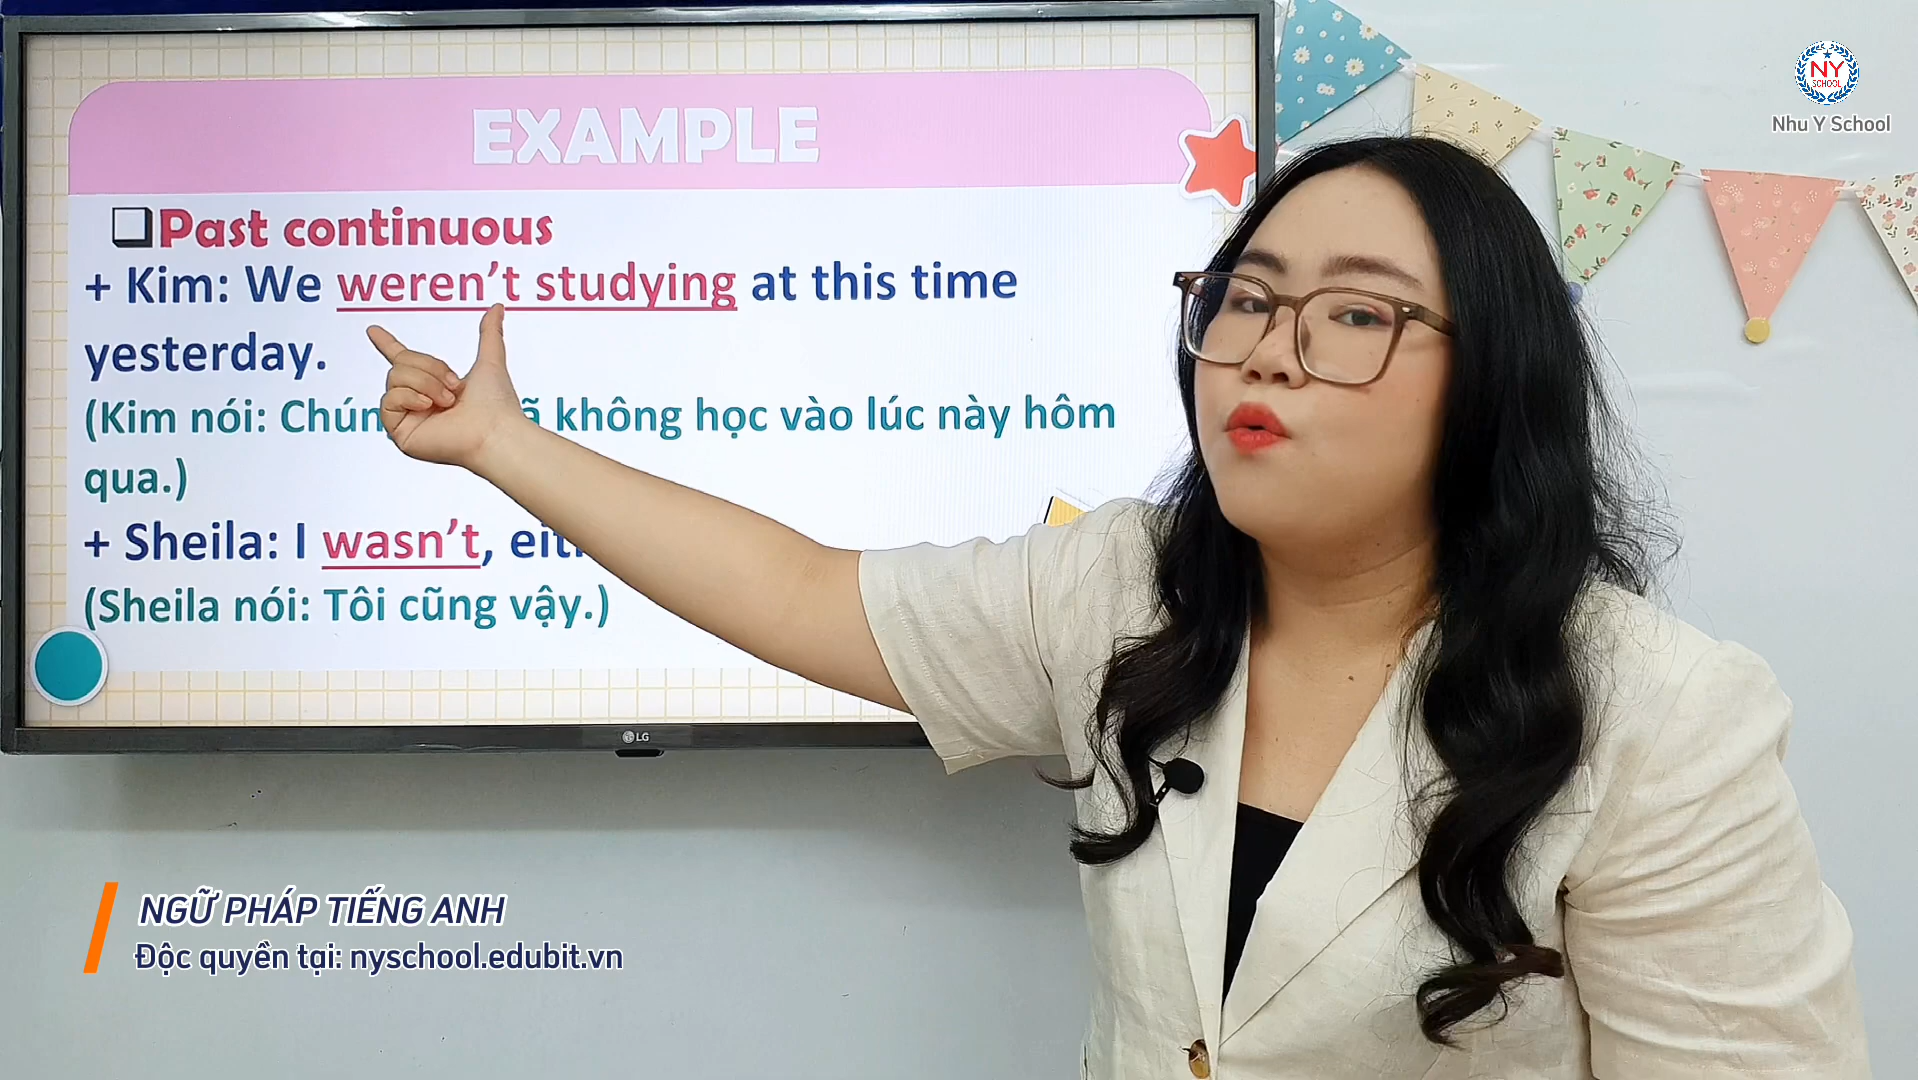 EXAMPLE
Past continuous
+ Kim: We weren't studying at this time
yesterday.
(Kim nói: không học vào lúc này hôm
qua.)
+ Sheila: I wasn't,
(Sheila nói: Tôi cũng vậy.)
LG
NY
SCHOOL
Nhu Y School
NGỮ PHÁP TIẾNG ANH
Độc quyền tại: nyschool.edubit.vn